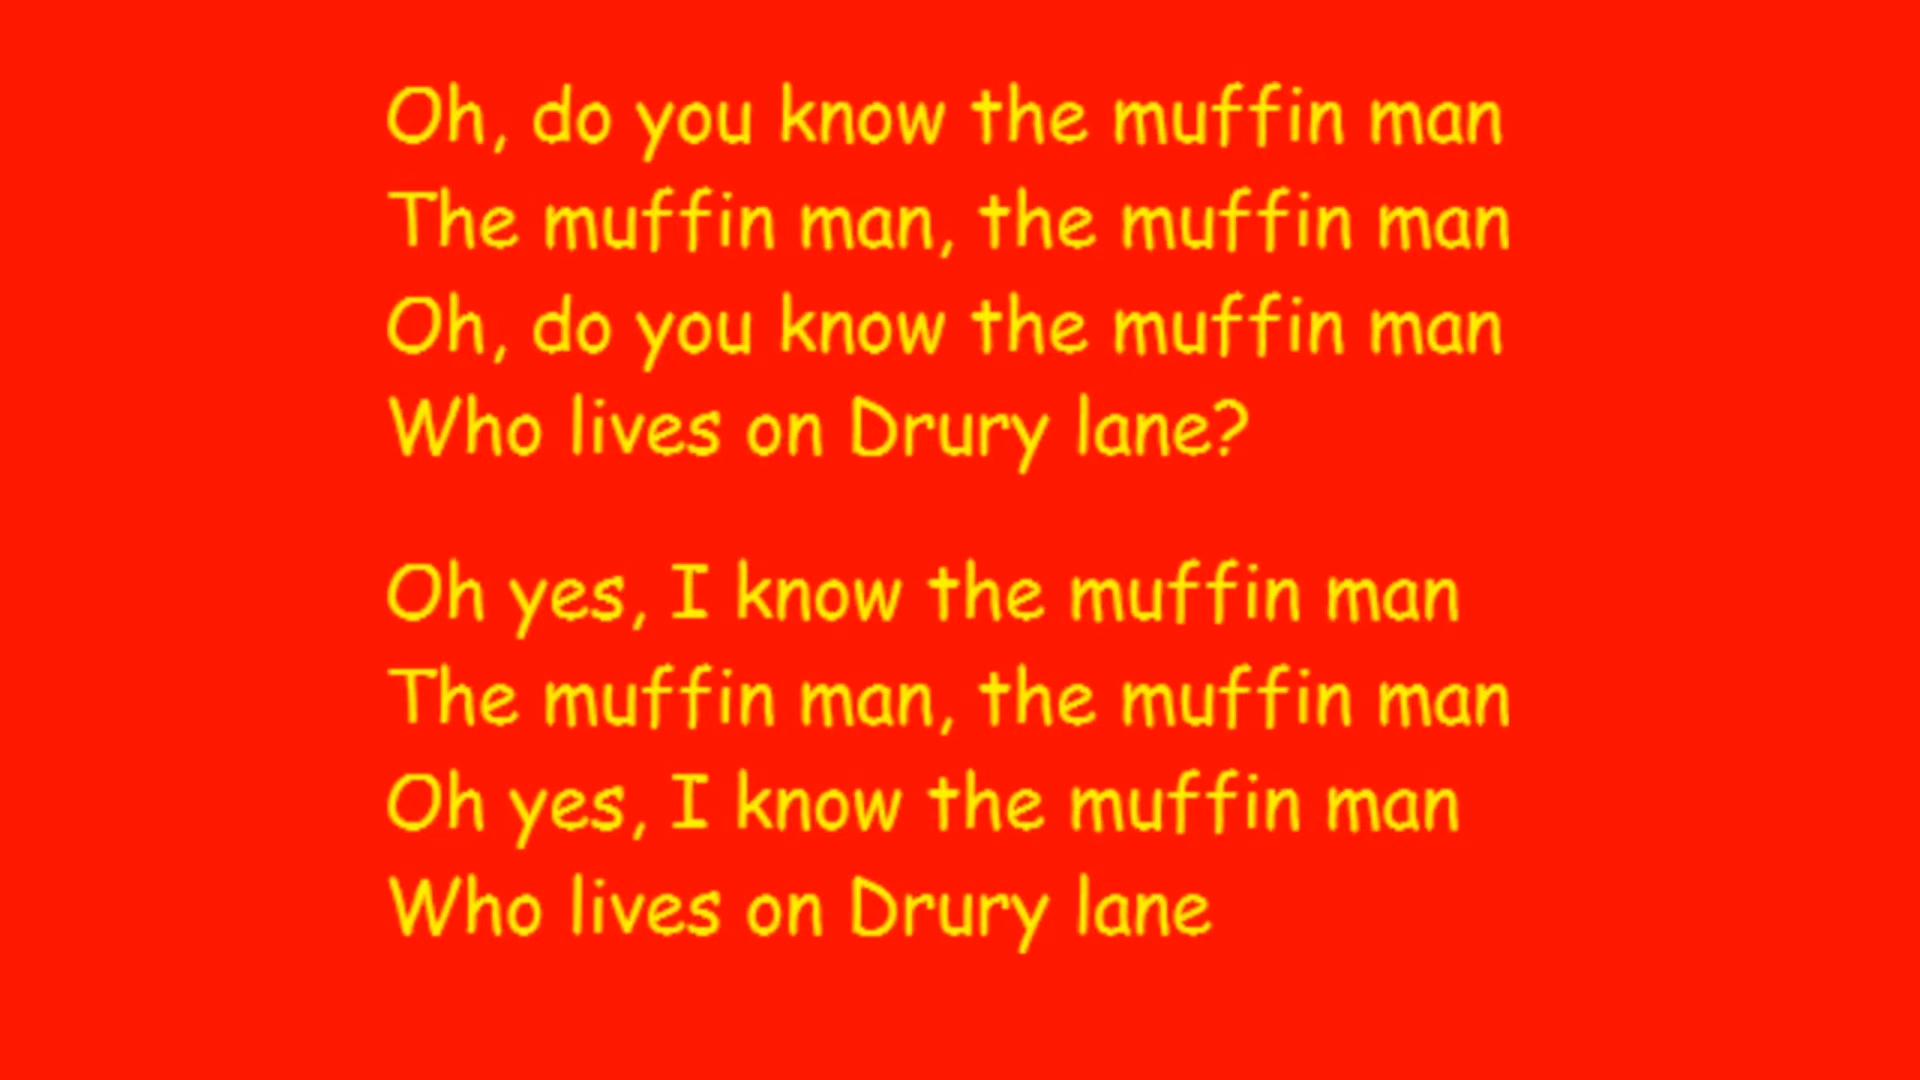 Oh, do you know the muffin man
The muffin man, the muffin man
Oh, do you know the muffin man
Who lives on Drury lane?
Oh yes, I know the muffin man
The muffin man, the muffin man
Oh yes, I know the muffin man
Who lives on Drury lane